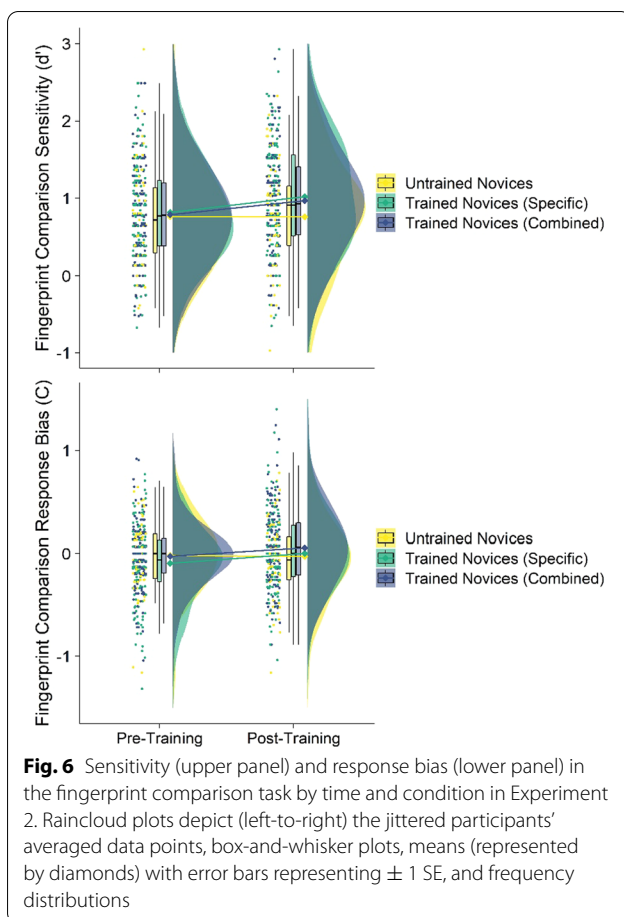 Fingerprint Comparison Sensitivity (d')
3
2
1
0
-1
Untrained Novices
Trained Novices (Specific)
Trained Novices (Combined)
Fingerprint Comparison Response Bias (C)
1
0
-1
Untrained Novices
Trained Novices (Specific)
Trained Novices (Combined)
Pre-Training
Post-Training
Fig. 6 Sensitivity (upper panel) and response bias (lower panel) in
the fingerprint comparison task by time and condition in Experiment
2. Raincloud plots depict (left-to-right) the jittered participants'
averaged data points, box-and-whisker plots, means (represented
by diamonds) with error bars representing ± 1 SE, and frequency
distributions